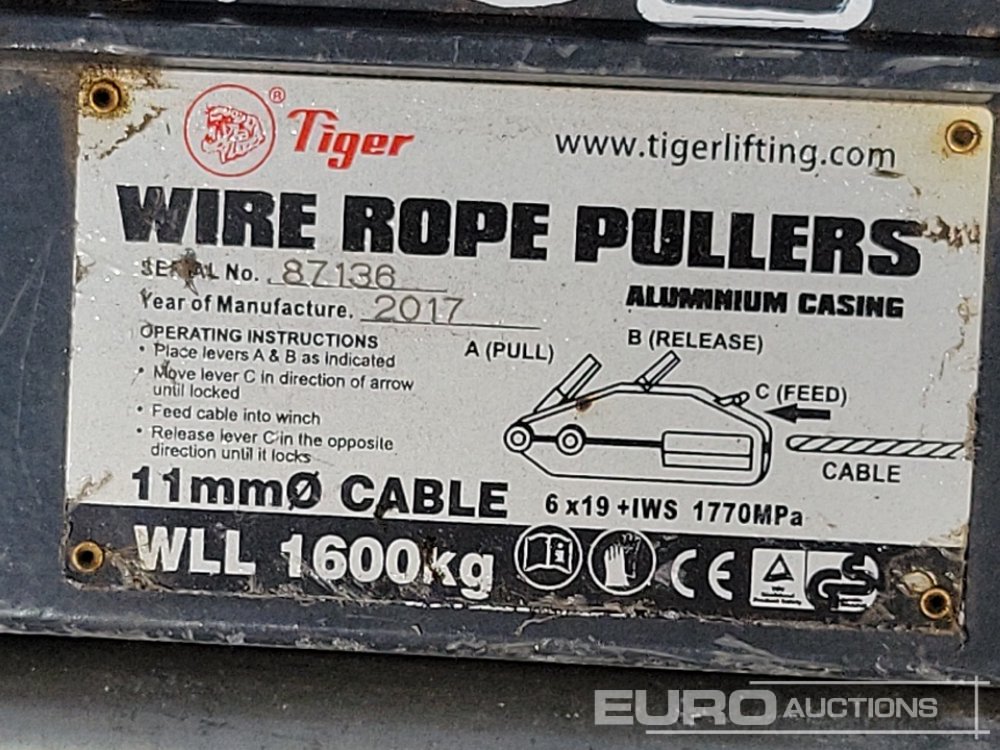 ® Tiger
www.tigerlifting.com
WIRE ROPE PULLERS
SERIAL No. 87136
ALUMINIUM CASING
Year of Manufacture. 2017
OPERATING INSTRUCTIONS
• Place levers A & B as indicated
• Move lever C in direction of arrow
until locked
• Feed cable into winch
• Release lever C in the opposite
direction until it locks
A (PULL)
B (RELEASE)
C (FEED)
CABLE
11mmØ CABLE 6 x19 +IWS 1770MPa
WLL 1600kg
CE
EURO AUCTIONS